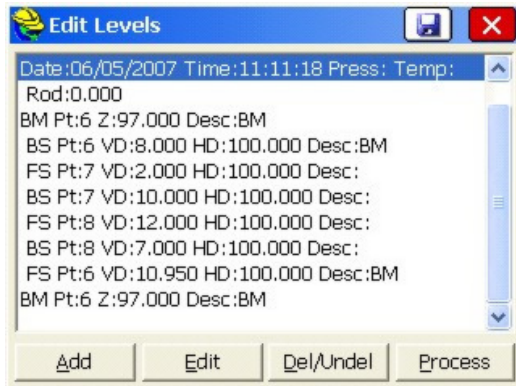 Edit Levels
Date:06/05/2007 Time:11:11:18 Press: Temp:
Rod:0.000
BM Pt:6 Z:97.000 Desc:BM
BS Pt:6 VD:8.000 HD:100.000 Desc:BM
FS Pt:7 VD:2.000 HD:100.000 Desc:
BS Pt:7 VD:10.000 HD:100.000 Desc:
FS Pt:8 VD:12.000 HD:100.000 Desc:
BS Pt:8 VD:7.000 HD:100.000 Desc:
FS Pt:6 VD:10.950 HD:100.000 Desc:BM
BM Pt:6 Z:97.000 Desc:BM
Add Edit Del/Undel Process